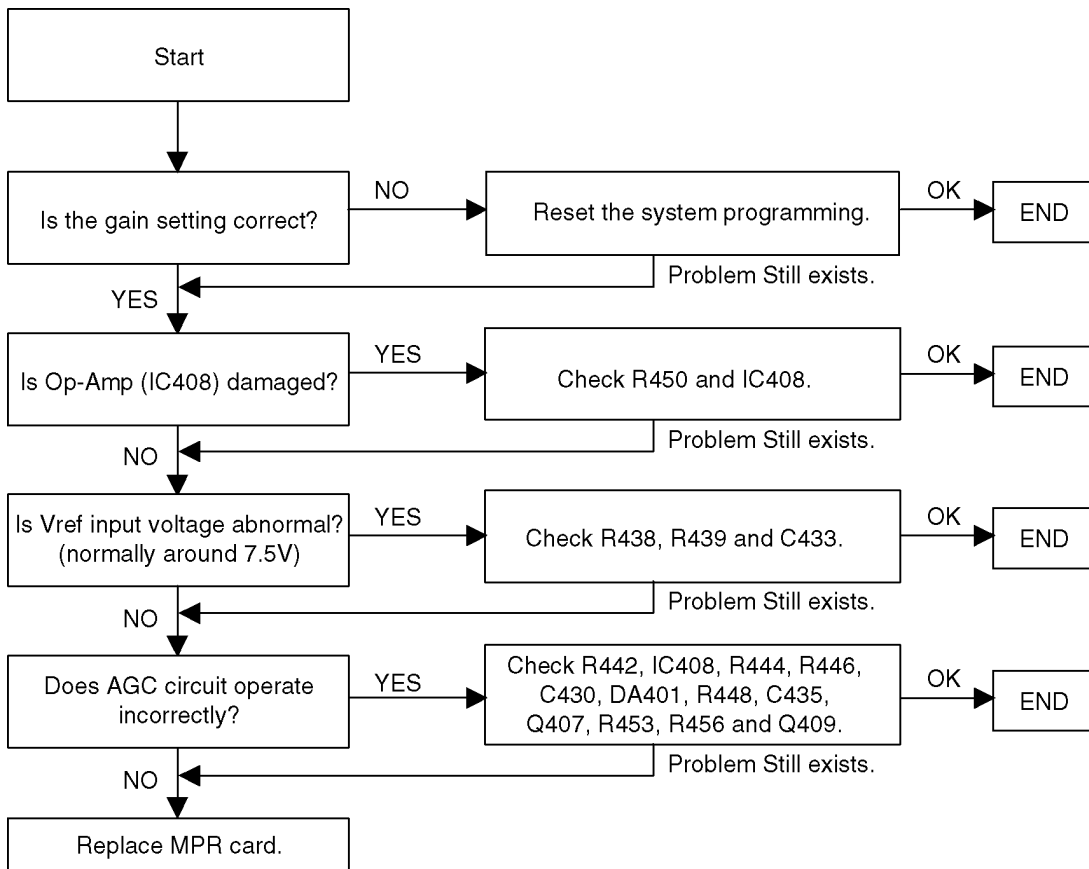 Start
Is the gain setting correct?
NO
Reset the system programming.
OK
END
Problem Still exists.
YES
Is Op-Amp (IC408) damaged?
YES
Check R450 and IC408.
OK
END
Problem Still exists.
NO
Is Vref input voltage abnormal?
(normally around 7.5V)
YES
Check R438, R439 and C433.
OK
END
Problem Still exists.
NO
Does AGC circuit operate
incorrectly?
YES
Check R442, IC408, R444, R446,
C430, DA401, R448, C435,
Q407, R453, R456 and Q409.
OK
END
Problem Still exists.
NO
Replace MPR card.